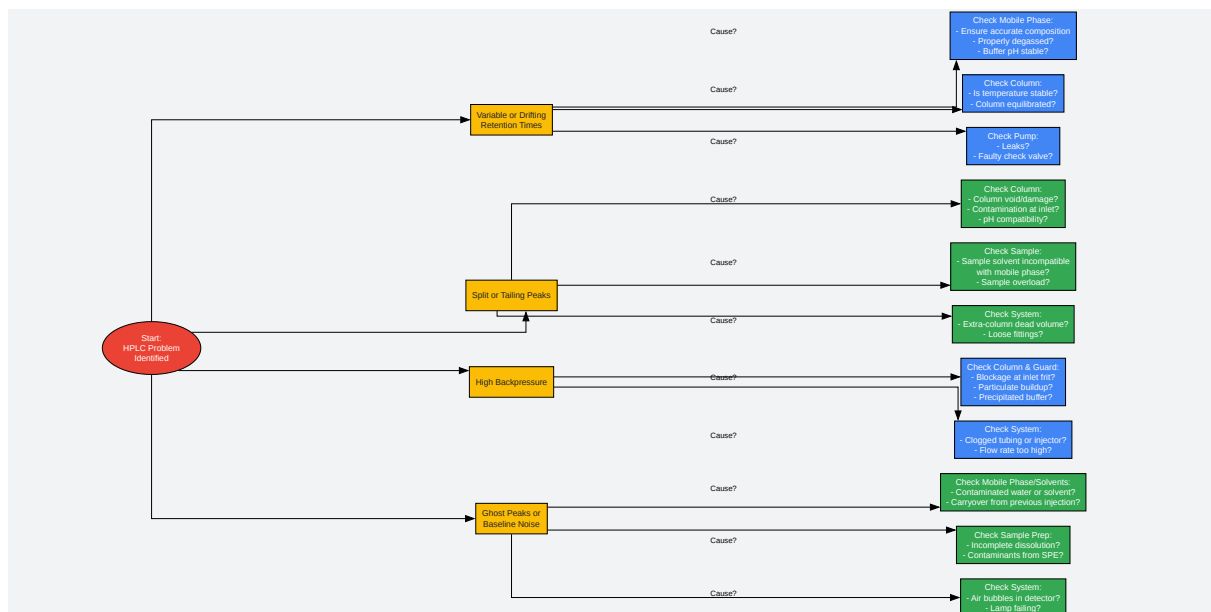 Start:
HPLC Problem
Identified
Variable or Drifting
Retention Times
Cause?
Check Mobile Phase:
- Ensure accurate composition
- Properly degassed?
- Buffer pH stable?
Cause?
Check Column:
- Is temperature stable?
- Column equilibrated?
Cause?
Check Pump:
- Leaks?
- Faulty check valve?
Split or Tailing Peaks
Cause?
Check Column:
- Column void/damage?
- Contamination at inlet?
- pH compatibility?
Cause?
Check Sample:
- Sample solvent incompatible
with mobile phase?
- Sample overload?
Cause?
Check System:
- Extra-column dead volume?
- Loose fittings?
High Backpressure
Cause?
Check Column & Guard:
- Blockage at inlet frit?
- Particulate buildup?
- Precipitated buffer?
Cause?
Check System:
- Clogged tubing or injector?
- Flow rate too high?
Ghost Peaks or
Baseline Noise
Cause?
Check Mobile Phase/Solvents:
- Contaminated water or solvent?
- Carryover from previous injection?
Cause?
Check Sample Prep:
- Incomplete dissolution?
- Contaminants from SPE?
Cause?
Check System:
- Air bubbles in detector?
- Lamp failing?